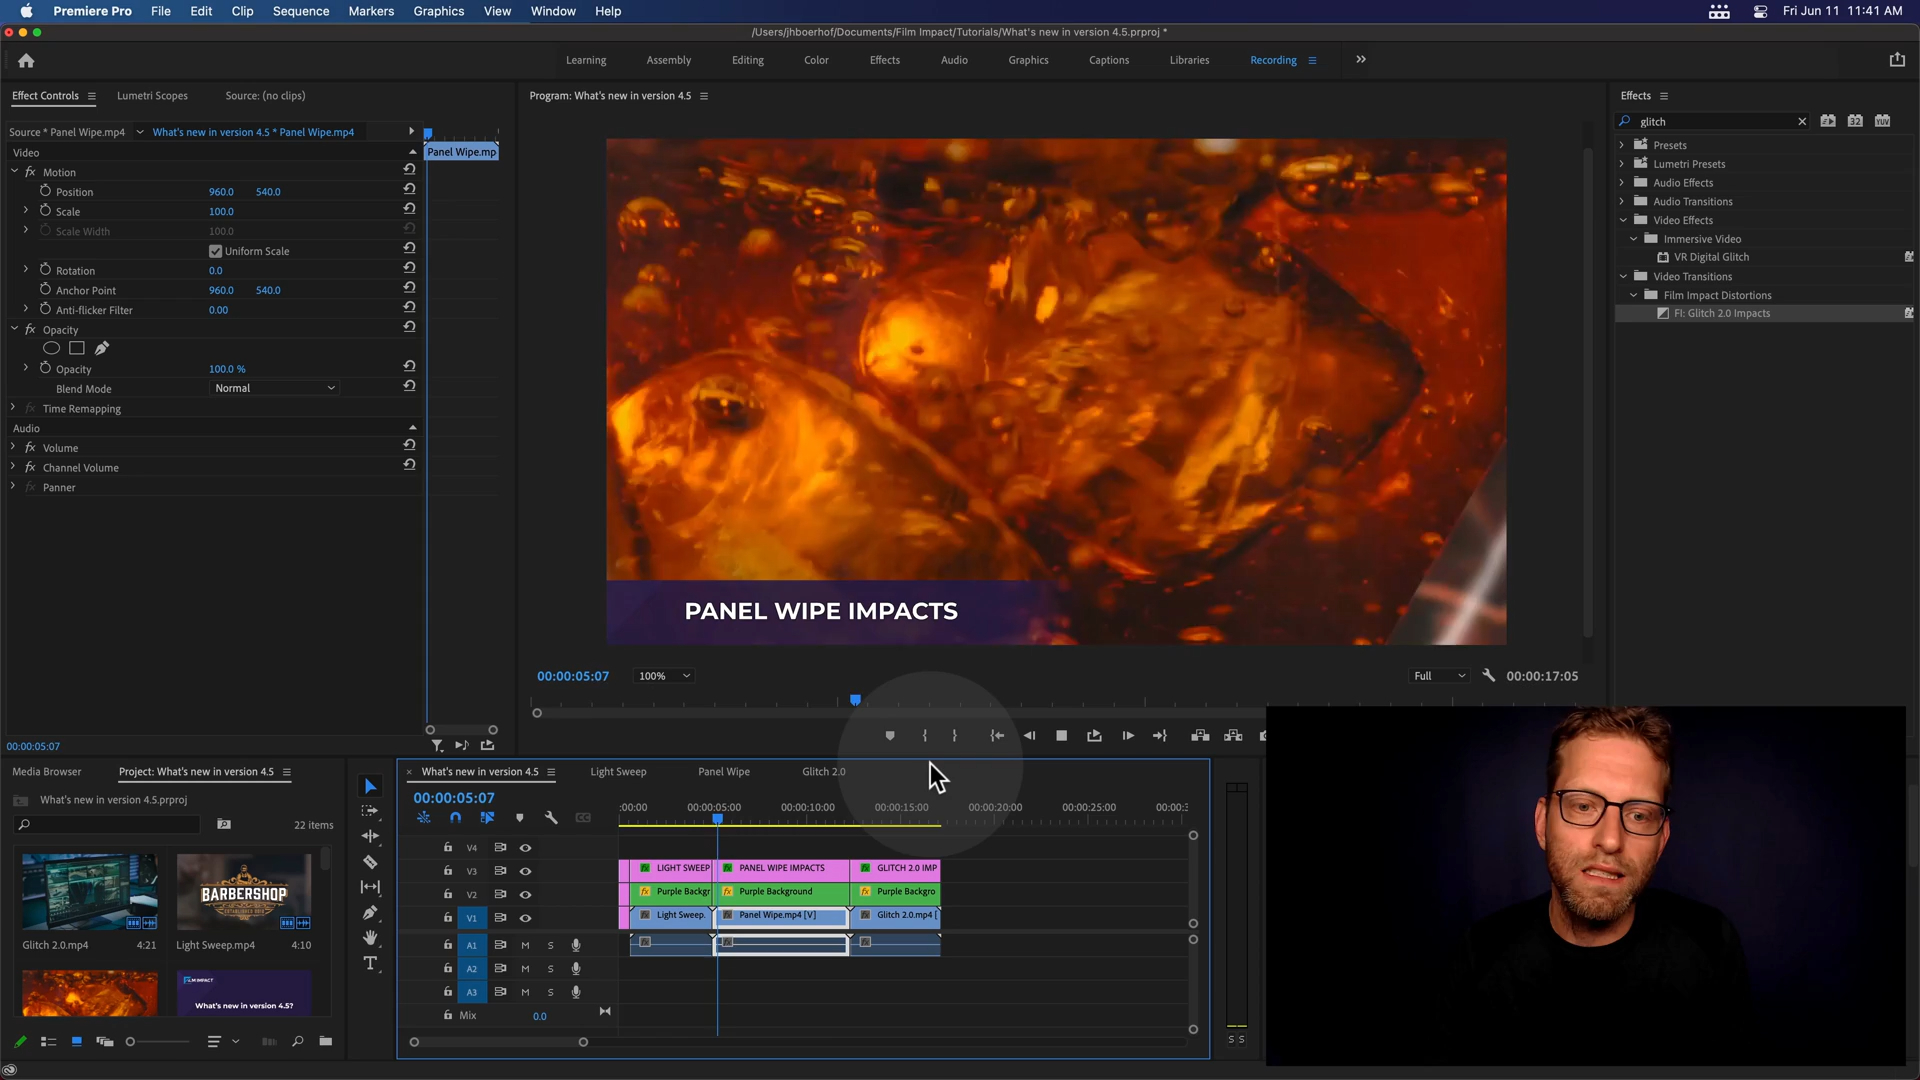 Premiere Pro File Edit Clip Sequence Markers Graphics View Window Help Fri Jun 11 11:41 AM
/Users/jhboerhof/Documents/Film Impact/Tutorials/What's new in version 4.5.prproj *
Learning Assembly Editing Color Effects Audio Graphics Captions Libraries Recording
Effect Controls Lumetri Scopes Source: (no clips)
Program: What's new in version 4.5
Effects
Source * Panel Wipe.mp4 What's new in version 4.5 * Panel Wipe.mp4
glitch
Video
Panel Wipe.mp
Motion
Position 960.0 540.0
Scale 100.0
Scale Width 100.0
Uniform Scale
Rotation 0.0
Anchor Point 960.0 540.0
Anti-flicker Filter 0.00
Opacity
Opacity 100.0 %
Blend Mode Normal
Time Remapping
Audio
Volume
Channel Volume
Panner
00:00:05:07
Presets
Lumetri Presets
Audio Effects
Audio Transitions
Video Effects
Immersive Video
VR Digital Glitch
Video Transitions
Film Impact Distortions
FI: Glitch 2.0 Impacts
PANEL WIPE IMPACTS
00:00:05:07 100% Full 00:00:17:05
Media Browser Project: What's new in version 4.5
What's new in version 4.5.prproj
22 items
BARBERSHOP
Glitch 2.0.mp4 4:21 Light Sweep.mp4 4:10
FILM IMPACT
What's new in version 4.5?
What's new in version 4.5 Light Sweep Panel Wipe Glitch 2.0
00:00:05:07
:00:00 00:00:05:00 00:00:10:00 00:00:15:00 00:00:20:00 00:00:25:00 00:00:3
V4
V3 LIGHT SWEEP PANEL WIPE IMPACTS GLITCH 2.0 IMP
V2 Purple Backgr Purple Background Purple Backgro
V1 Light Sweep. Panel Wipe.mp4 [V] Glitch 2.0.mp4 [
A1 M S
A2 M S
A3 M S
Mix 0.0
S S